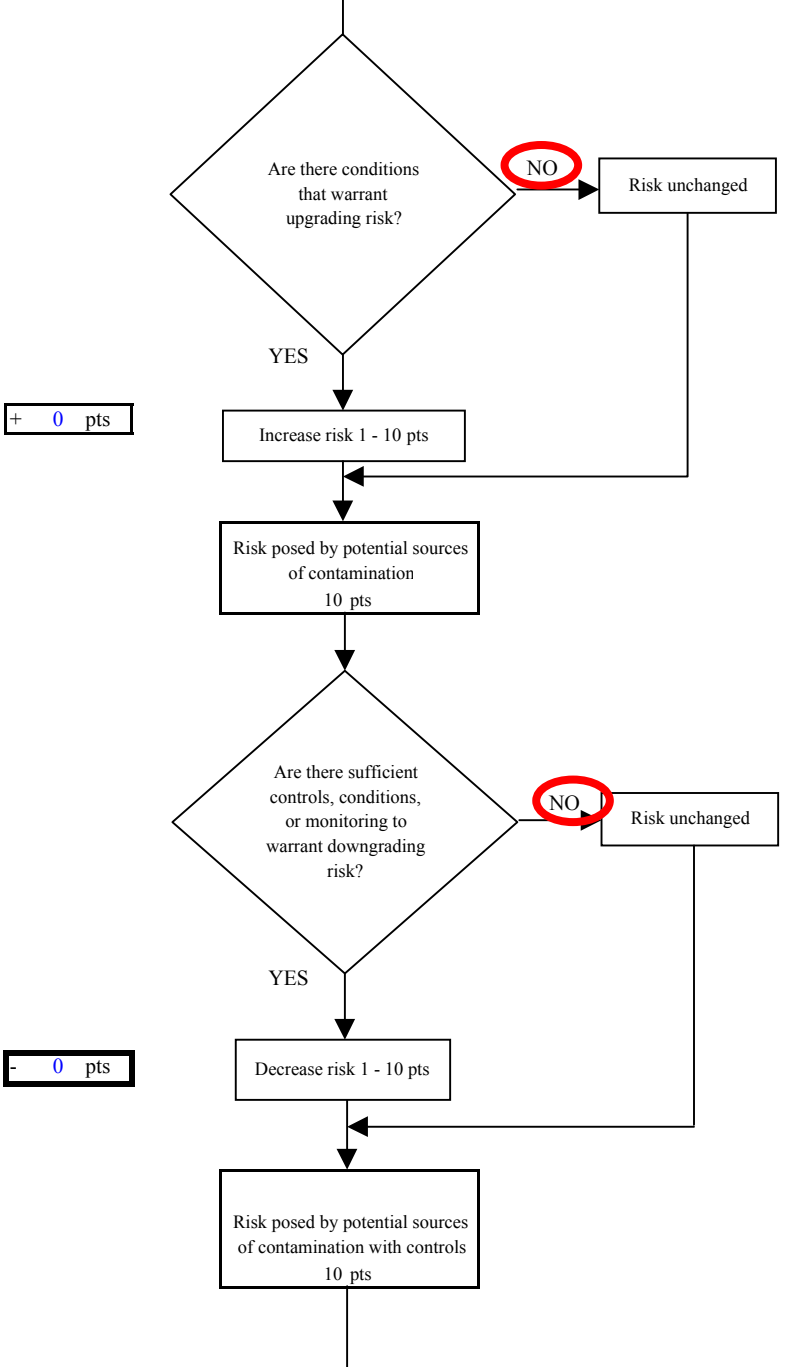 Are there conditions
that warrant
upgrading risk?
NO
Risk unchanged
YES
+ 0 pts
Increase risk 1 - 10 pts
Risk posed by potential sources
of contamination
10 pts
Are there sufficient
controls, conditions,
or monitoring to
warrant downgrading
risk?
NO
Risk unchanged
YES
- 0 pts
Decrease risk 1 - 10 pts
Risk posed by potential sources
of contamination with controls
10 pts